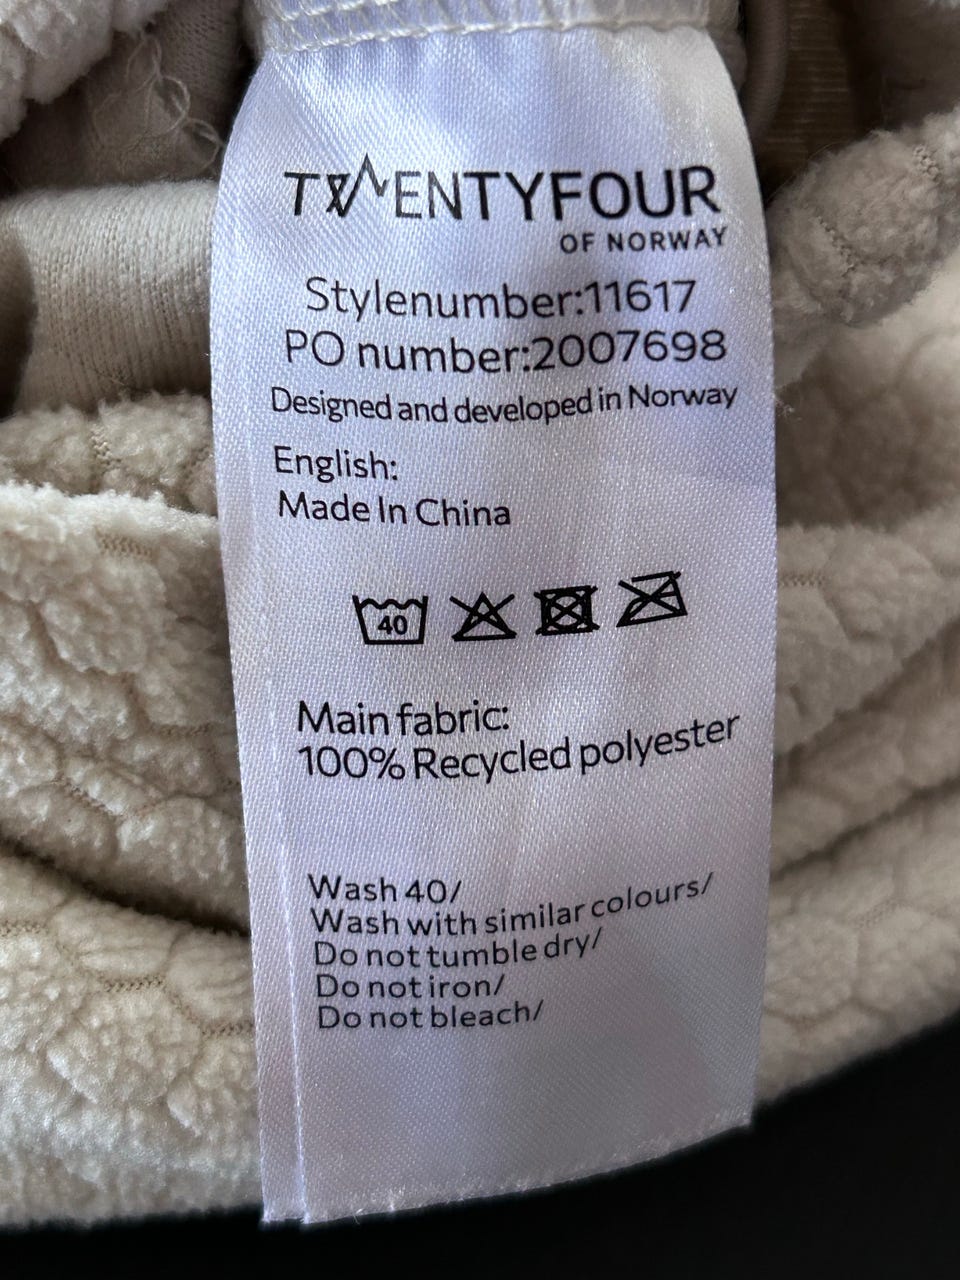 TWENTYFOUR
OF NORWAY
Stylenumber:11617
PO number:2007698
Designed and developed in Norway
English:
Made In China
40
Main fabric:
100% Recycled polyester
Wash 40/
Wash with similar colours/
Do not tumble dry/
Do not iron/
Do not bleach/